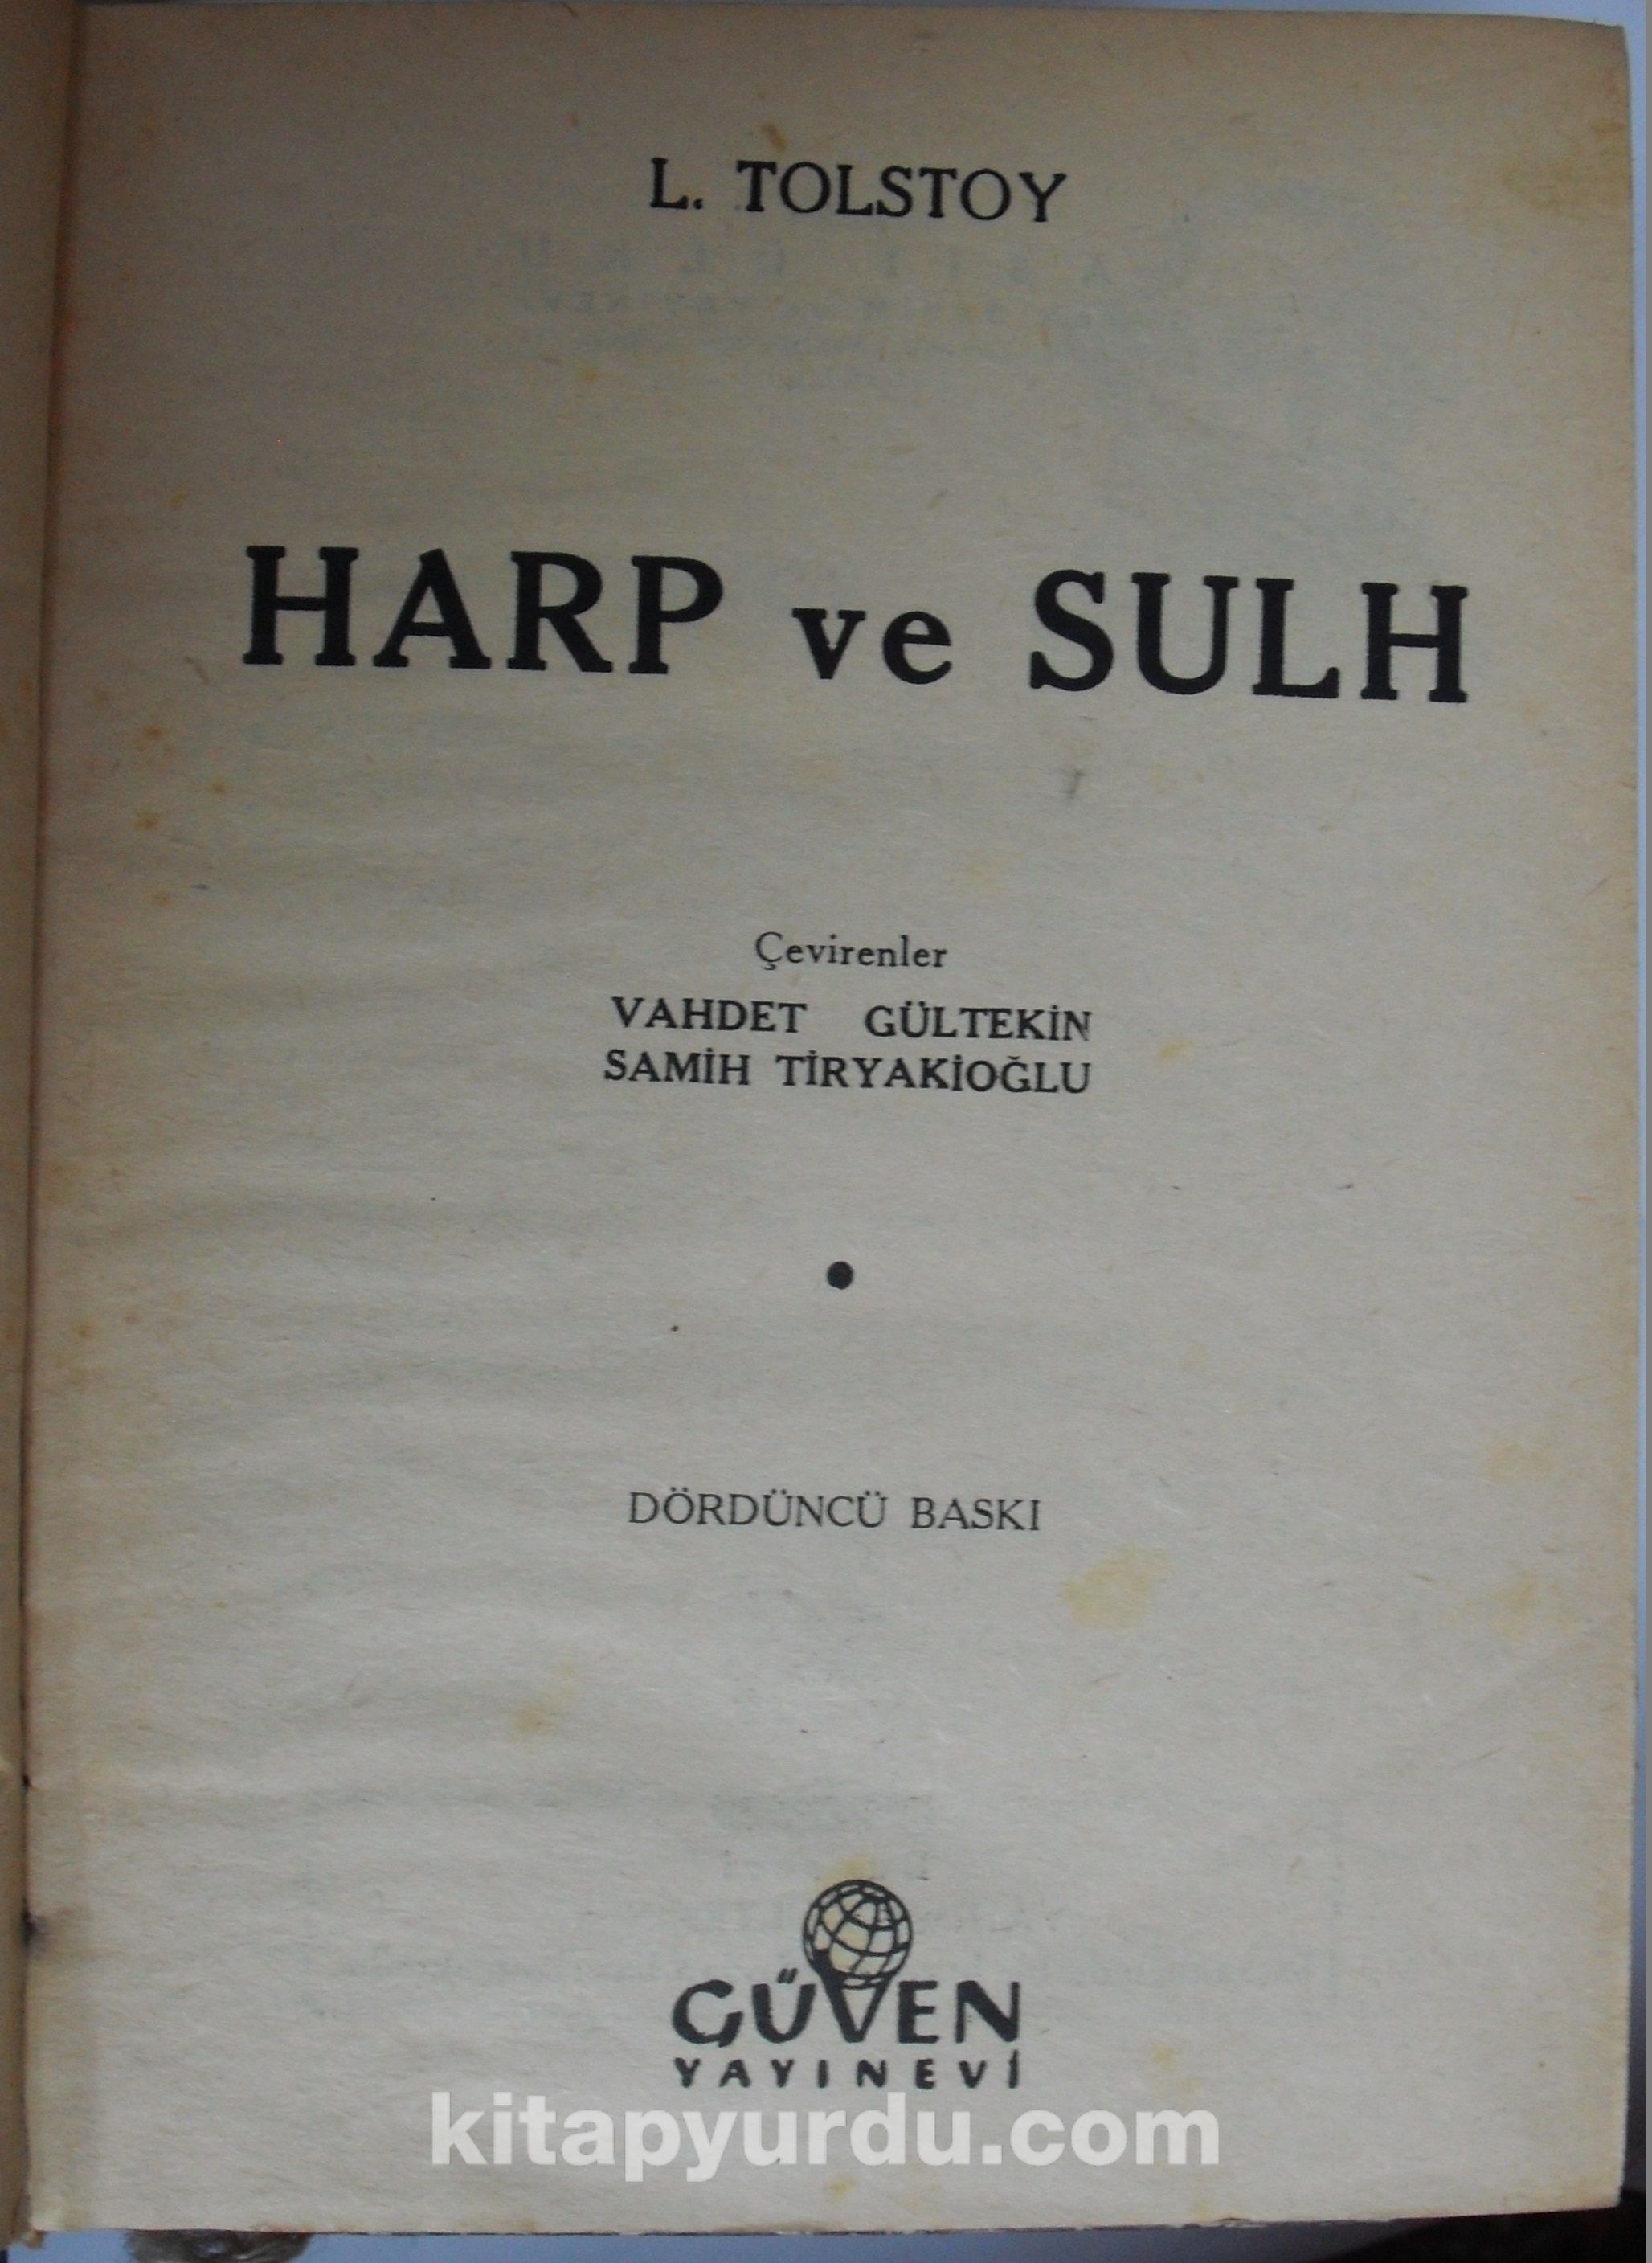 L. TOLSTOY
HARP ve SULH
Çevirenler
VAHDET GÜLTEKİN
SAMİH TİRYAKİOĞLU
DÖRDÜNCÜ BASKI
GÜVEN
YAYINEVİ
kitapyurdu.com